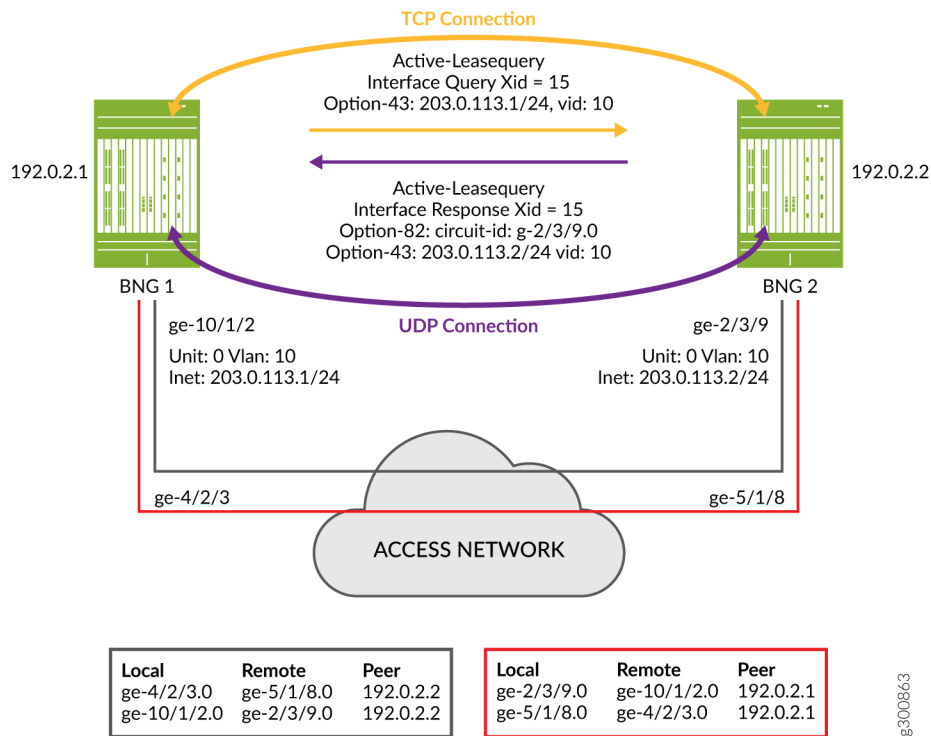 TCP Connection
Active-Leasequery
Interface Query Xid = 15
Option-43: 203.0.113.1/24, vid: 10
192.0.2.1
192.0.2.2
Active-Leasequery
Interface Response Xid = 15
Option-82: circuit-id: g-2/3/9.0
Option-43: 203.0.113.2/24 vid: 10
BNG 1
BNG 2
UDP Connection
ge-10/1/2
Unit: 0 Vlan: 10
Inet: 203.0.113.1/24
ge-2/3/9
Unit: 0 Vlan: 10
Inet: 203.0.113.2/24
ge-4/2/3
ge-5/1/8
ACCESS NETWORK
Local Remote Peer
ge-4/2/3.0 ge-5/1/8.0 192.0.2.2
ge-10/1/2.0 ge-2/3/9.0 192.0.2.2
Local Remote Peer
ge-2/3/9.0 ge-10/1/2.0 192.0.2.1
ge-5/1/8.0 ge-4/2/3.0 192.0.2.1
g300863